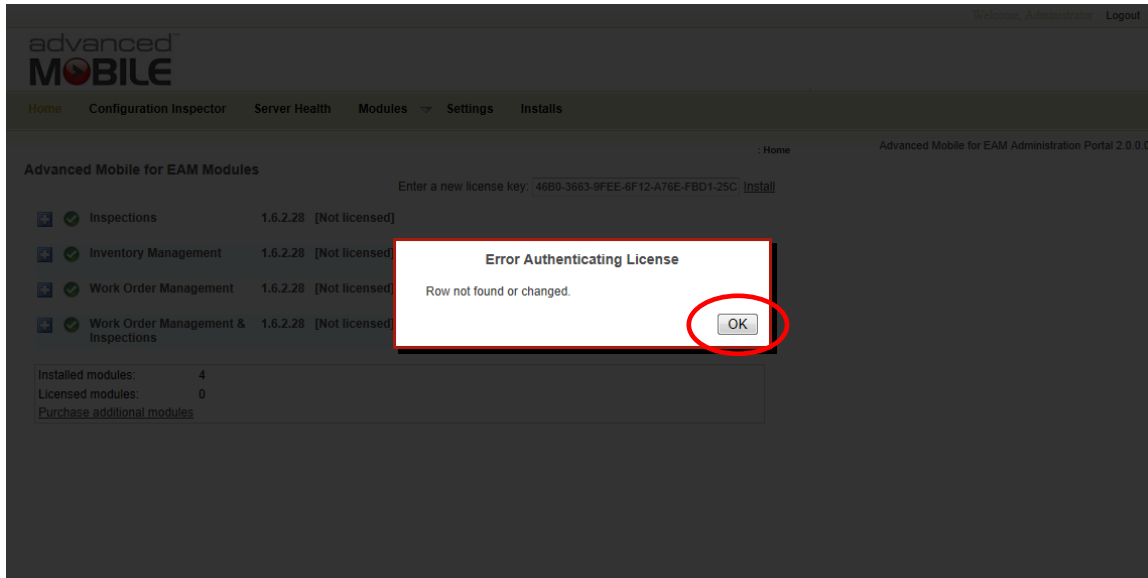 Welcome, Administrator Logout
advanced™
MOBILE
Home Configuration Inspector Server Health Modules Settings Installs
: Home
Advanced Mobile for EAM Administration Portal 2.0.0.0
Advanced Mobile for EAM Modules
Enter a new license key: 46B0-3663-9FEE-6F12-A76E-FBD1-25C Install
Inspections 1.6.2.28 [Not licensed]
Inventory Management 1.6.2.28 [Not licensed]
Work Order Management 1.6.2.28 [Not licensed
Work Order Management & 1.6.2.28 [Not licensed
Inspections
Error Authenticating License
Row not found or changed.
OK
Installed modules: 4
Licensed modules: 0
Purchase additional modules